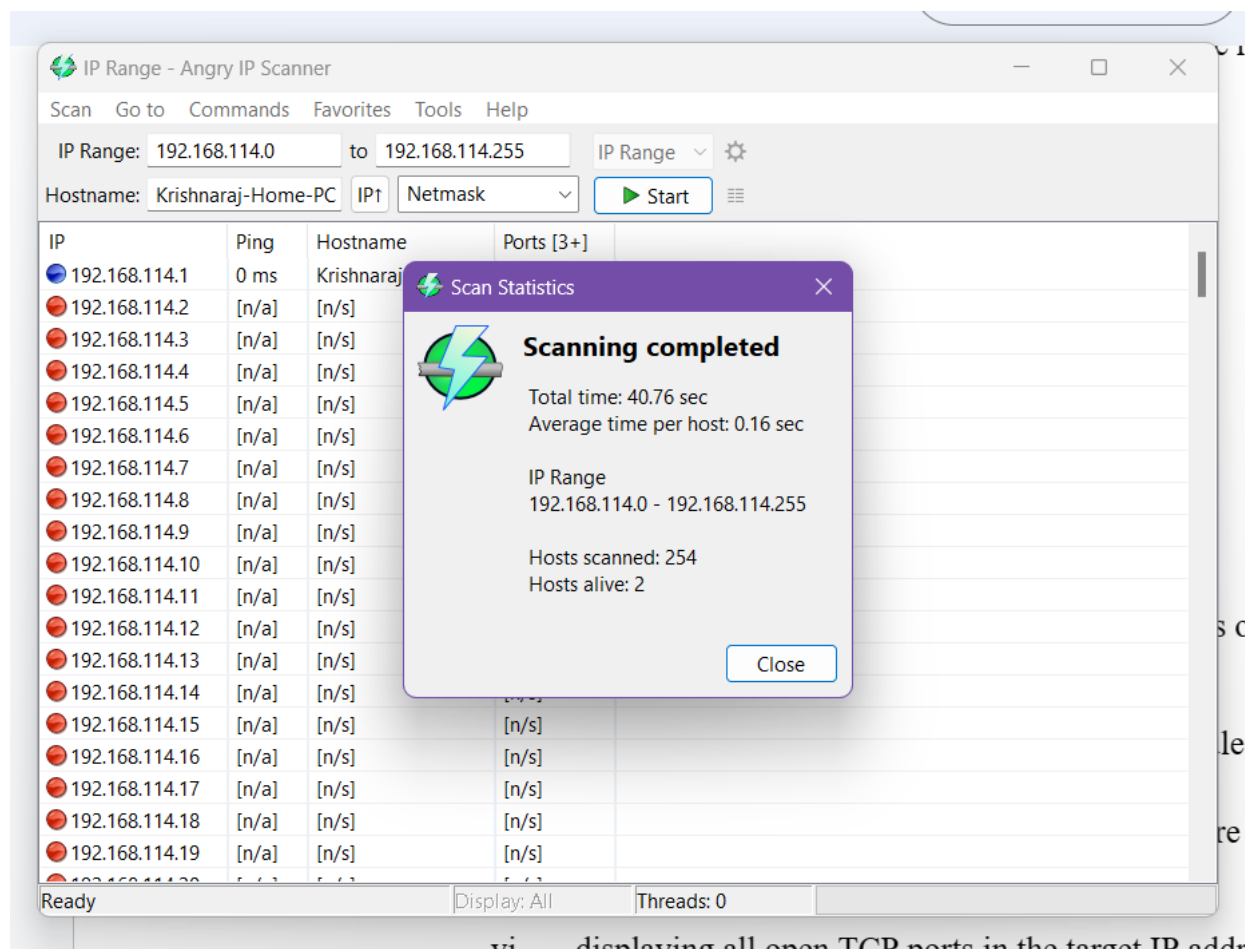 IP Range - Angry IP Scanner
Scan Go to Commands Favorites Tools Help
IP Range: 192.168.114.0 to 192.168.114.255 IP Range
Hostname: Krishnaraj-Home-PC IP↑ Netmask Start
IP Ping Hostname Ports [3+]
192.168.114.1 0 ms Krishnaraj
192.168.114.2 [n/a] [n/s]
192.168.114.3 [n/a] [n/s]
192.168.114.4 [n/a] [n/s]
192.168.114.5 [n/a] [n/s]
192.168.114.6 [n/a] [n/s]
192.168.114.7 [n/a] [n/s]
192.168.114.8 [n/a] [n/s]
192.168.114.9 [n/a] [n/s]
192.168.114.10 [n/a] [n/s]
192.168.114.11 [n/a] [n/s]
192.168.114.12 [n/a] [n/s]
192.168.114.13 [n/a] [n/s]
192.168.114.14 [n/a] [n/s]
192.168.114.15 [n/a] [n/s] [n/s]
192.168.114.16 [n/a] [n/s] [n/s]
192.168.114.17 [n/a] [n/s] [n/s]
192.168.114.18 [n/a] [n/s] [n/s]
192.168.114.19 [n/a] [n/s] [n/s]
Scan Statistics
Scanning completed
Total time: 40.76 sec
Average time per host: 0.16 sec
IP Range
192.168.114.0 - 192.168.114.255
Hosts scanned: 254
Hosts alive: 2
Close
Ready Display: All Threads: 0
vi. displaying all open TCP ports in the target IP addr